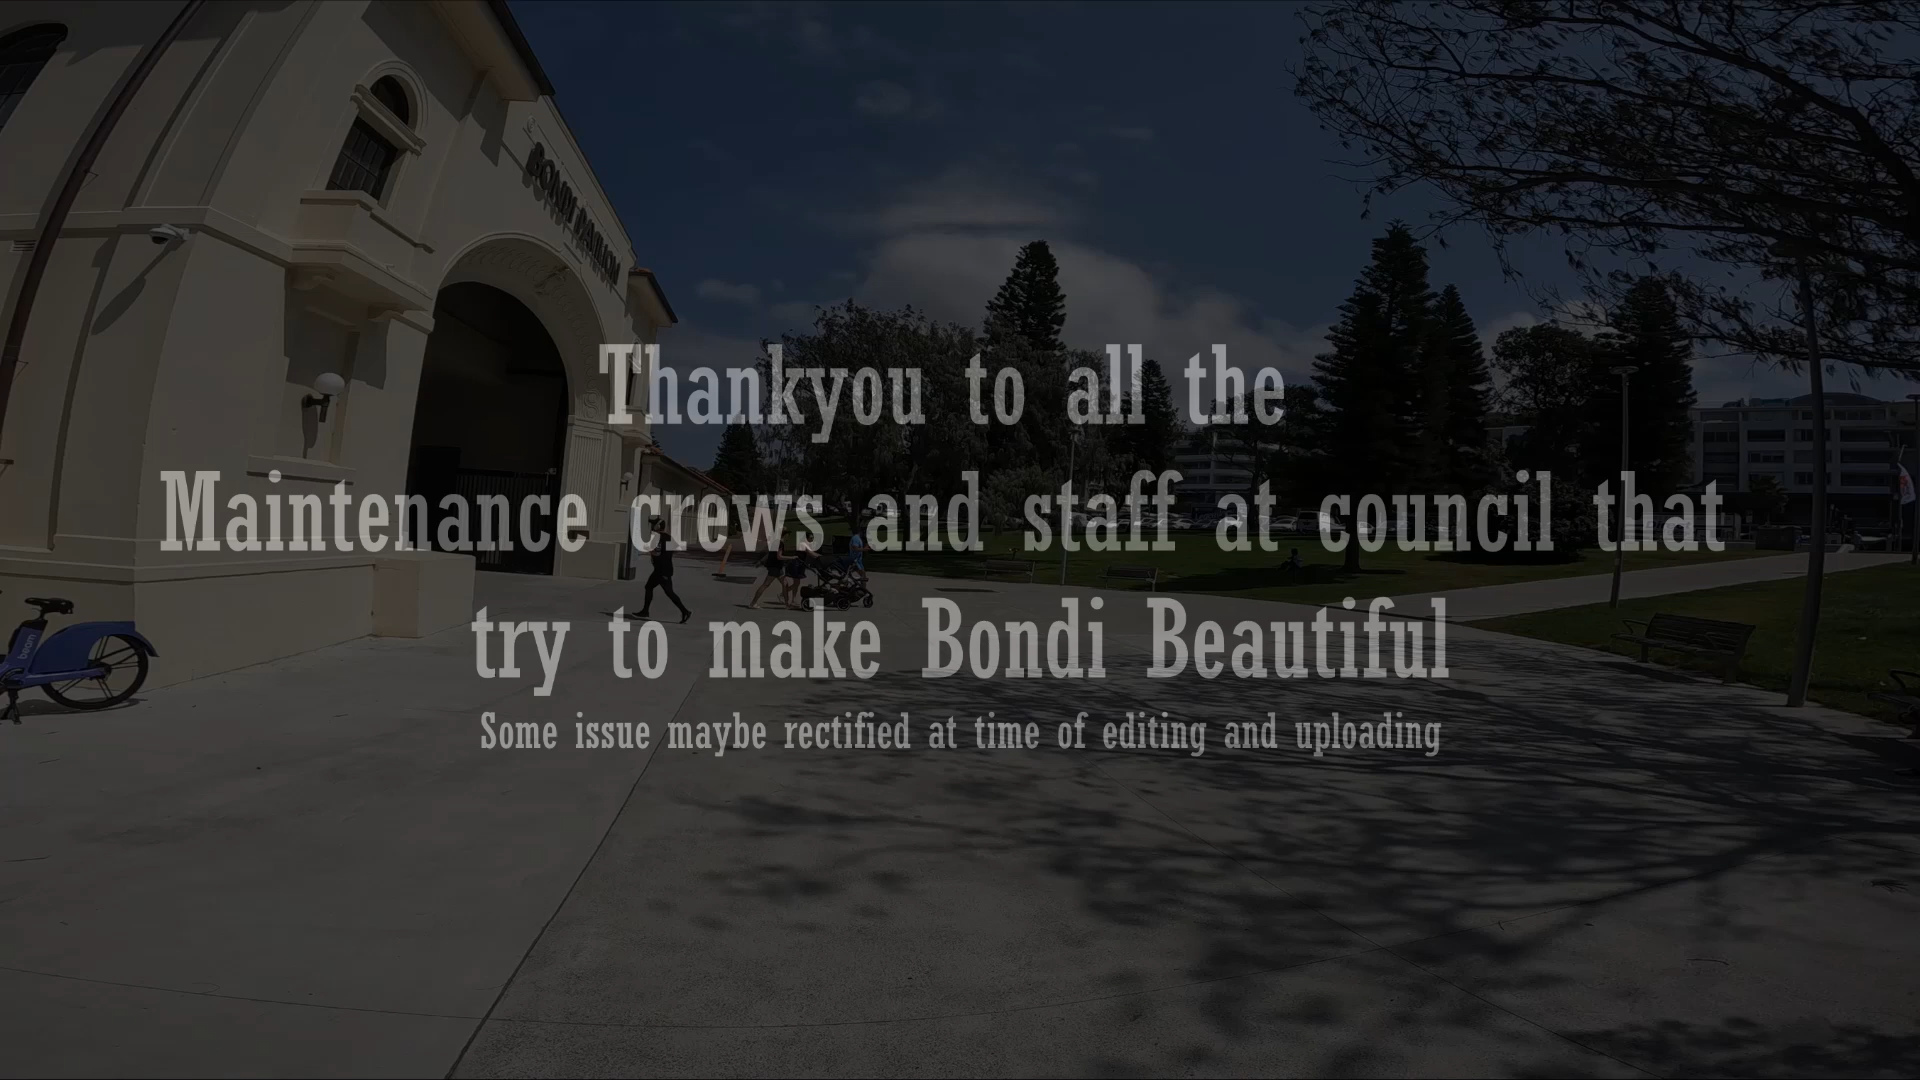 BONDI PAVILION
Thankyou to all the
Maintenance crews and staff at council that
try to make Bondi Beautiful
Some issue maybe rectified at time of editing and uploading
beam